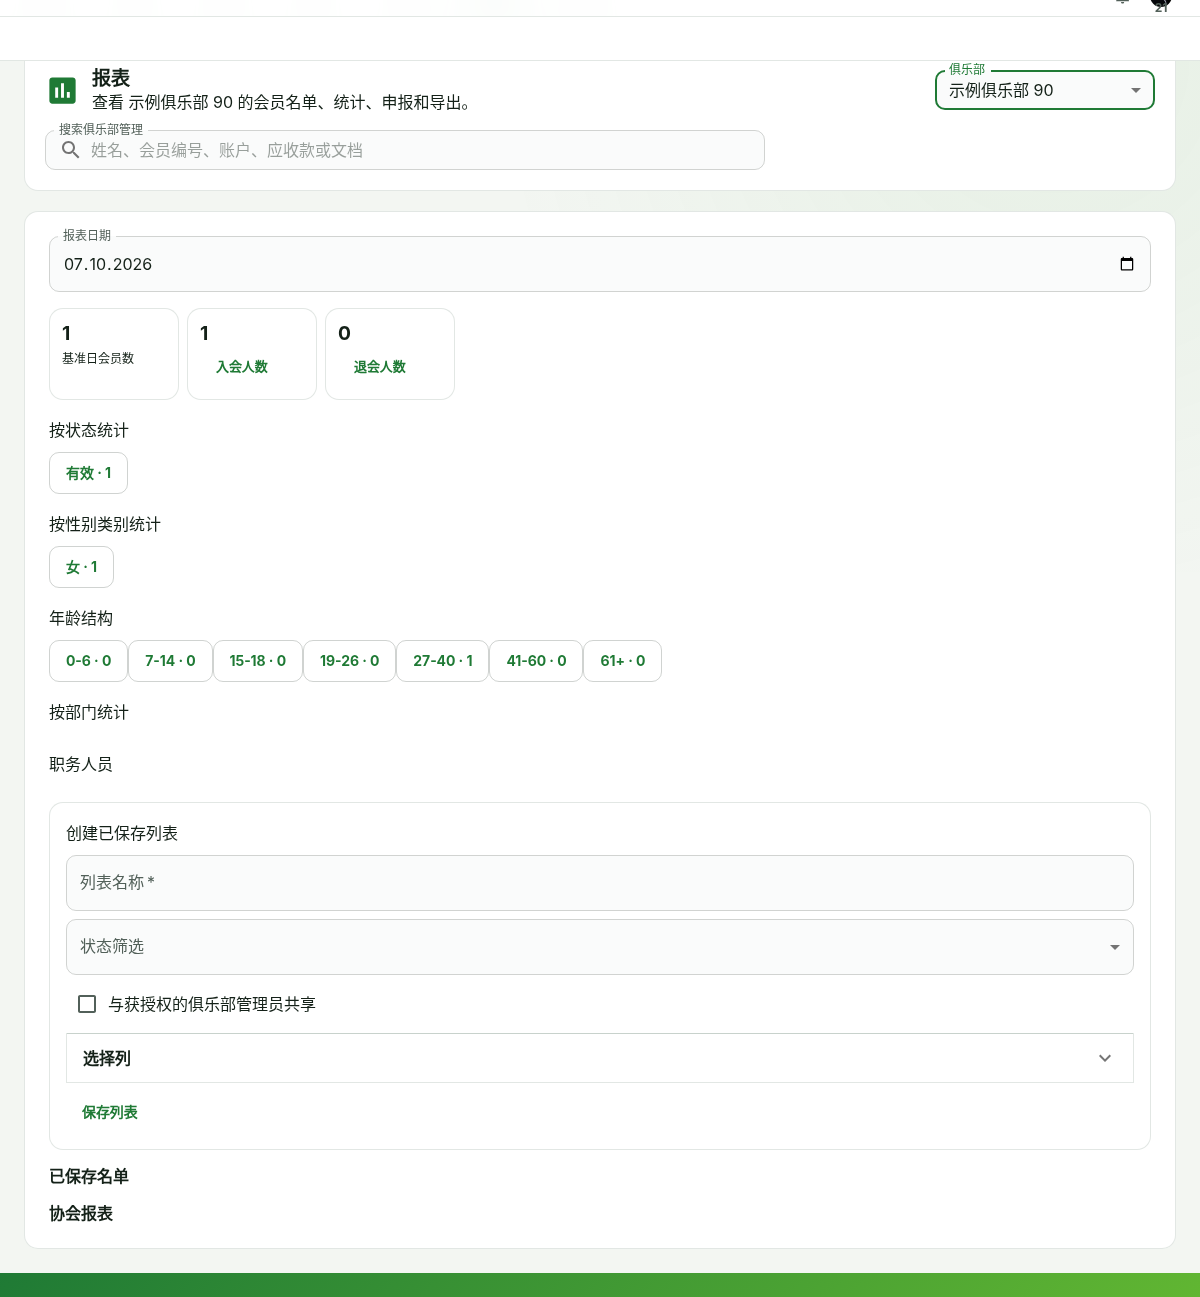 报表
查看 示例俱乐部 90 的会员名单、统计、申报和导出。
俱乐部
示例俱乐部 90
搜索俱乐部管理
姓名、会员编号、账户、应收款或文档
报表日期
07.10.2026
1
基准日会员数
1
入会人数
0
退会人数
按状态统计
有效 · 1
按性别类别统计
女 · 1
年龄结构
0-6 · 0
7-14 · 0
15-18 · 0
19-26 · 0
27-40 · 1
41-60 · 0
61+ · 0
按部门统计
职务人员
创建已保存列表
列表名称 *
状态筛选
与获授权的俱乐部管理员共享
选择列
保存列表
已保存名单
协会报表